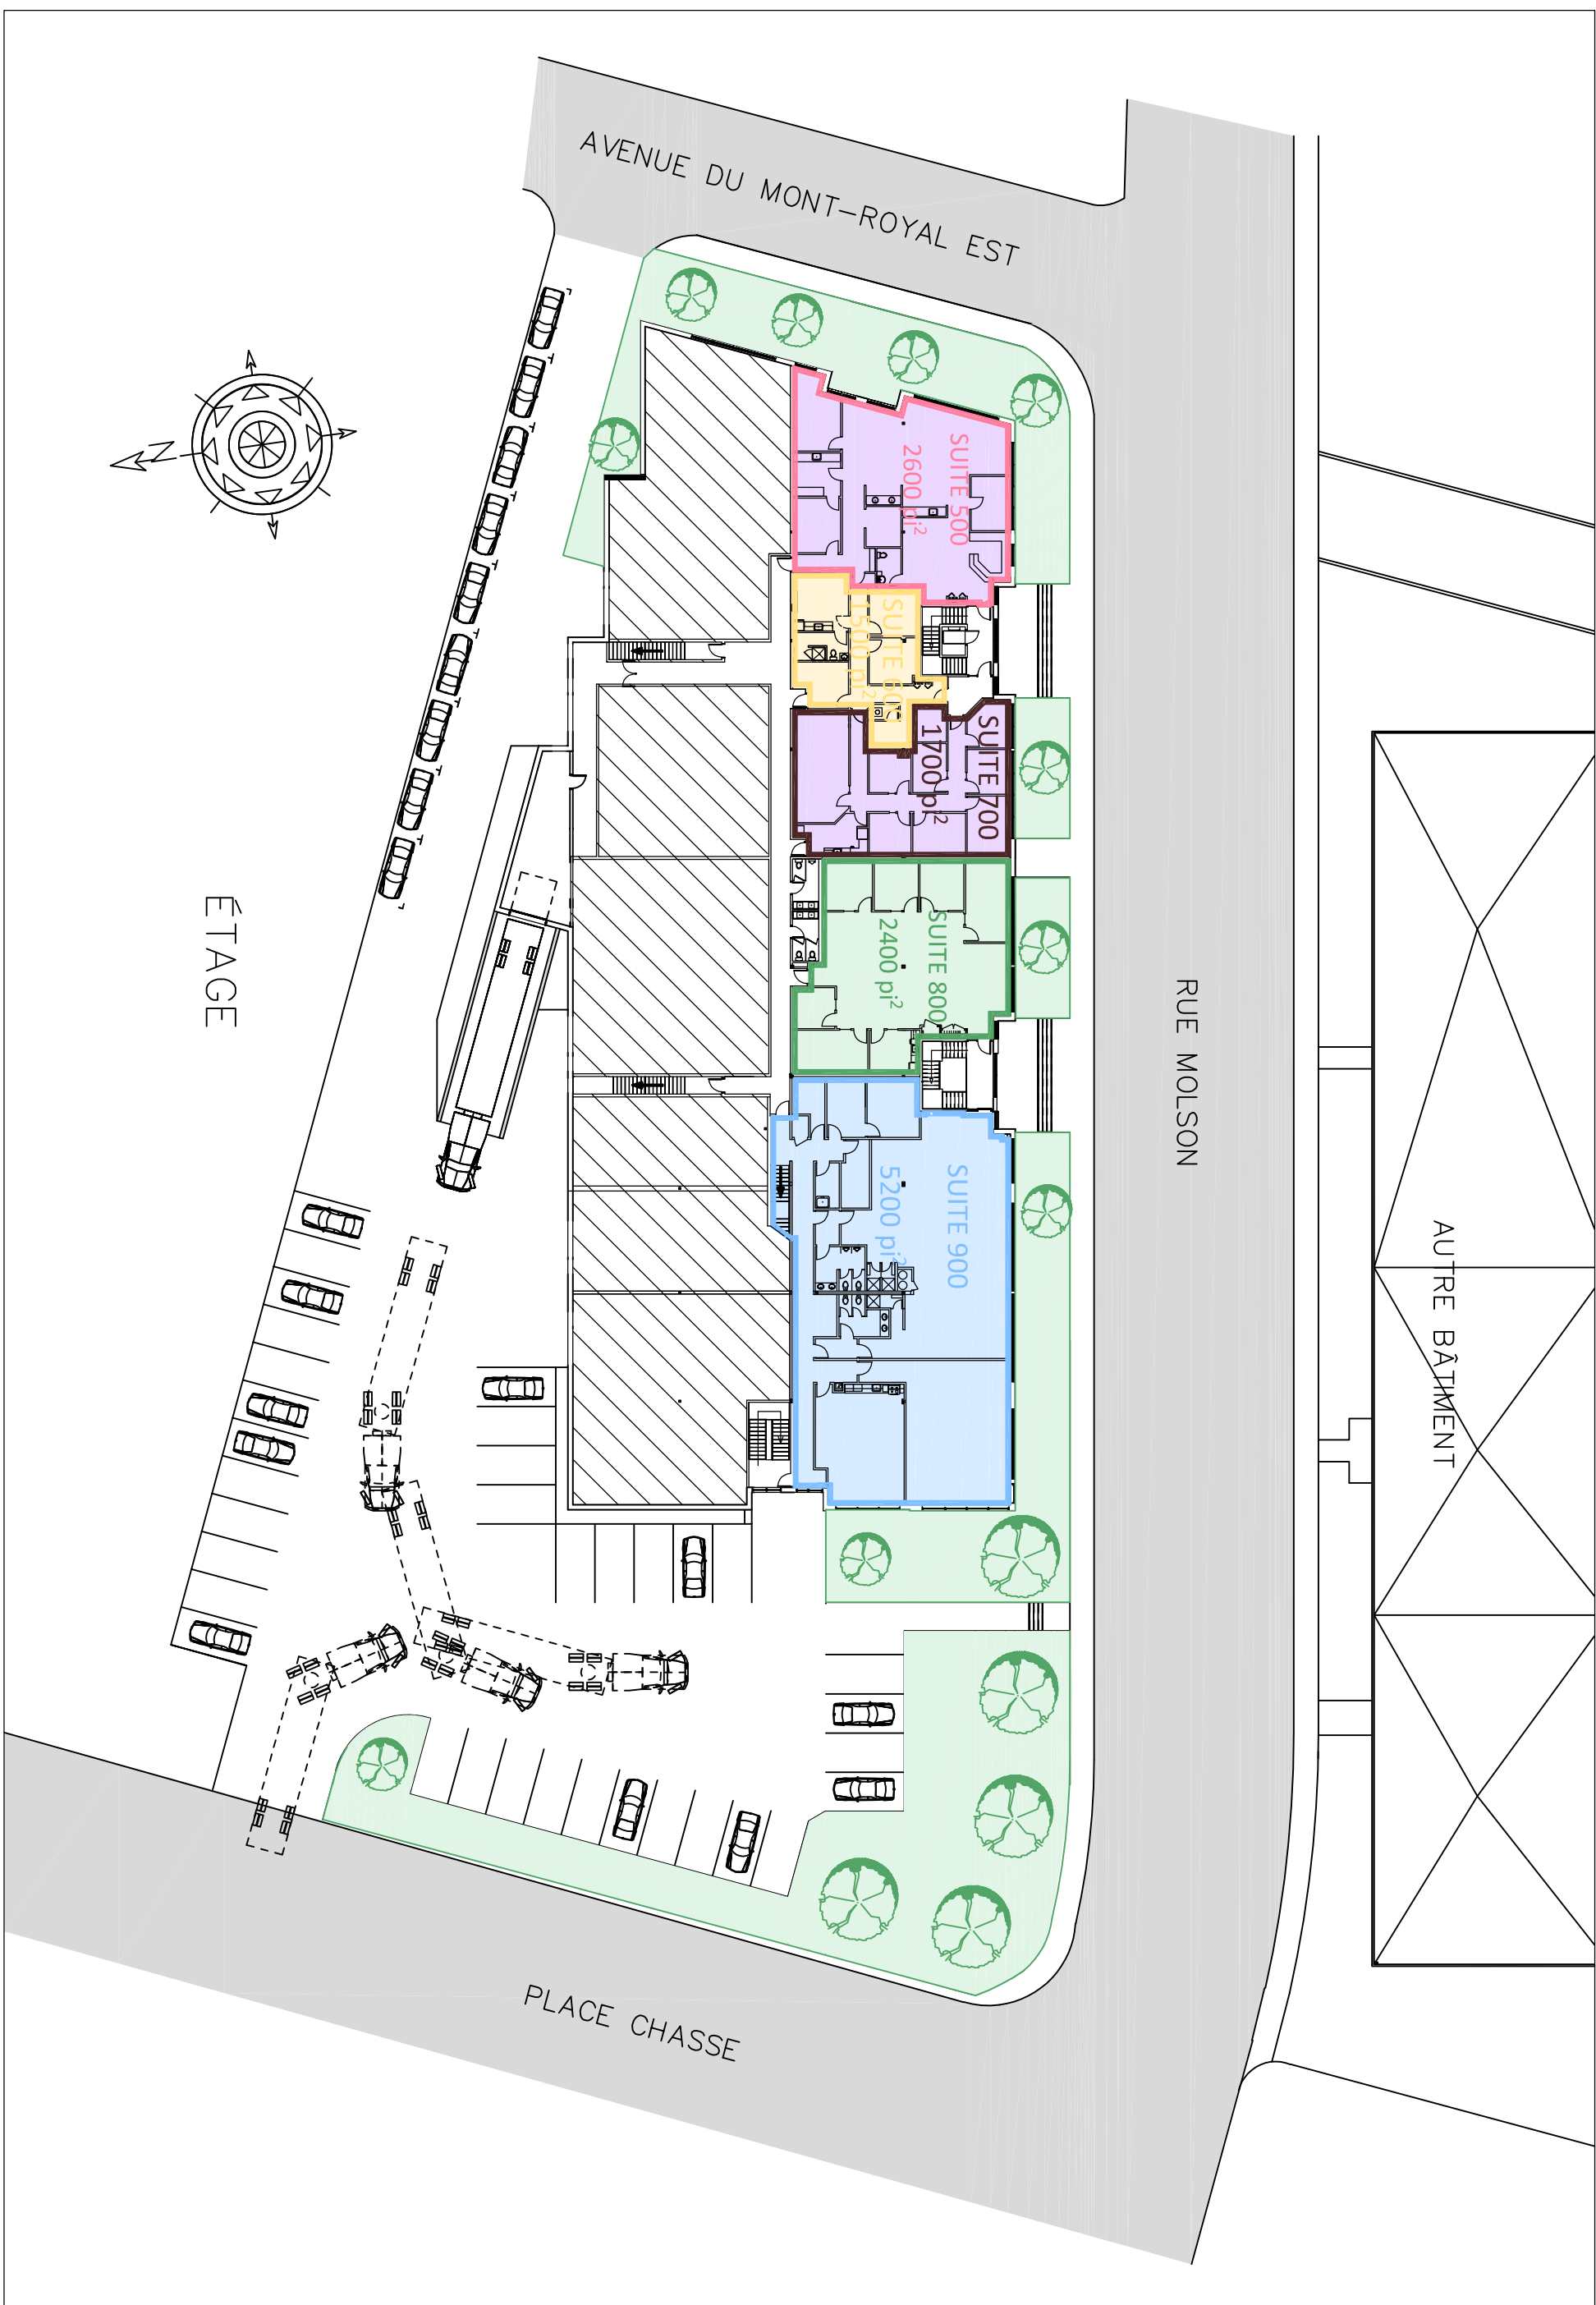 AVENUE DU MONT-ROYAL EST
SUITE 500
2600 pi²
SUITE 600
1500 pi²
SUITE 700
1700 pi²
SUITE 800
2400 pi²
SUITE 900
5200 pi²
RUE MOLSON
AUTRE BÂTIMENT
N
ÉTAGE
PLACE CHASSE